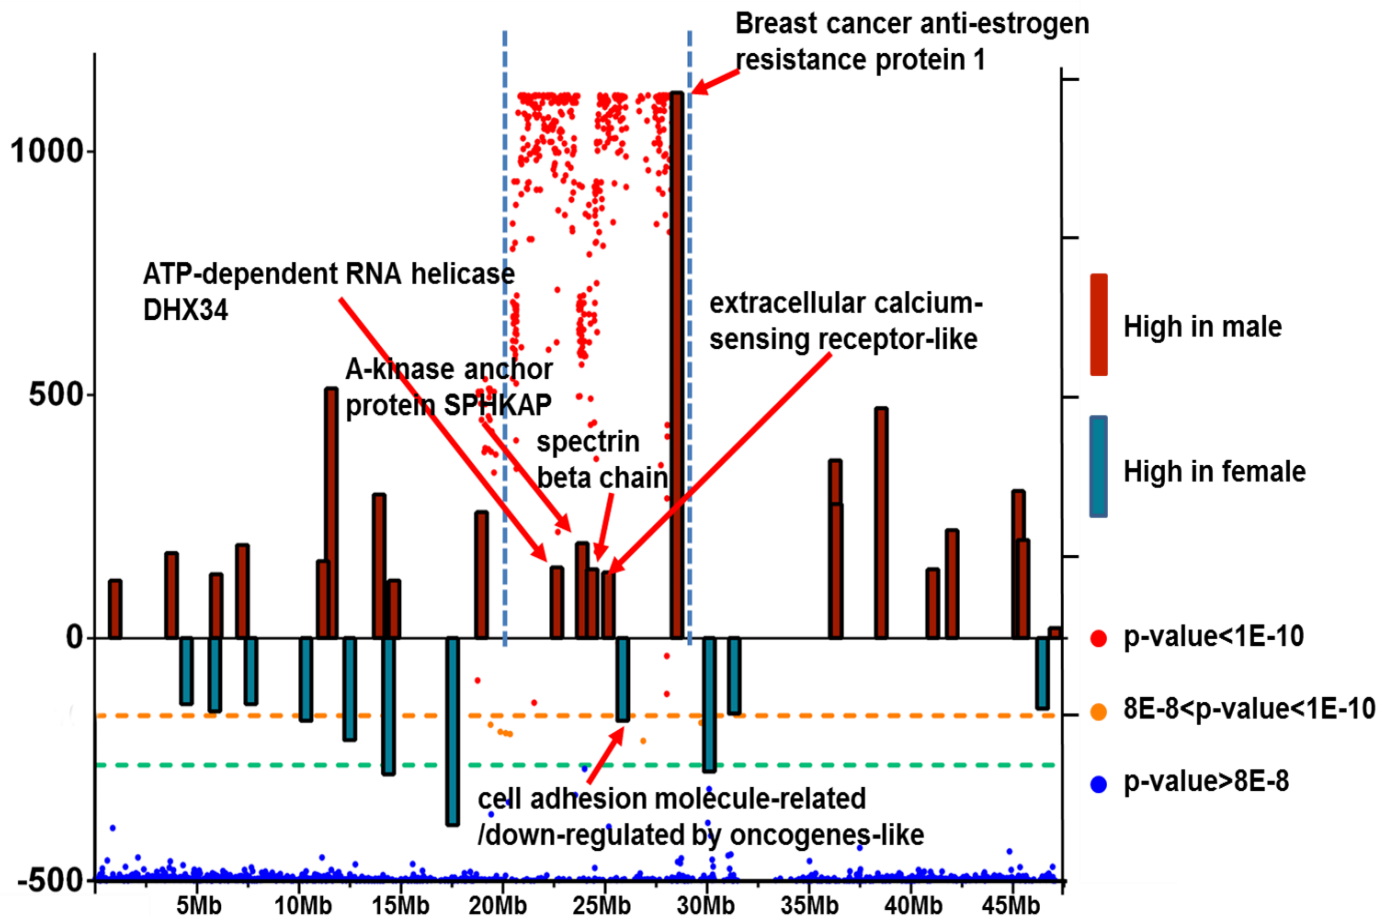 Breast cancer anti-estrogen
resistance protein 1
1000
ATP-dependent RNA helicase
DHX34
extracellular calcium-
sensing receptor-like
High in male
A-kinase anchor
protein SPHKAP
500
spectrin
beta chain
High in female
0
p-value<1E-10
8E-8<p-value<1E-10
p-value>8E-8
cell adhesion molecule-related
/down-regulated by oncogenes-like
-500
5Mb 10Mb 15Mb 20Mb 25Mb 30Mb 35Mb 40Mb 45Mb